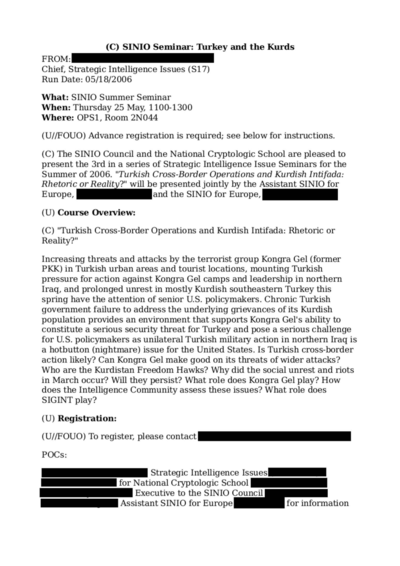 (C) SINIO Seminar: Turkey and the Kurds
FROM:
Chief, Strategic Intelligence Issues (S17)
Run Date: 05/18/2006
What: SINIO Summer Seminar
When: Thursday 25 May, 1100-1300
Where: OPS1, Room 2N044
(U//FOUO) Advance registration is required; see below for instructions.
(C) The SINIO Council and the National Cryptologic School are pleased to
present the 3rd in a series of Strategic Intelligence Issue Seminars for the
Summer of 2006. "Turkish Cross-Border Operations and Kurdish Intifada:
Rhetoric or Reality?" will be presented jointly by the Assistant SINIO for
Europe, and the SINIO for Europe,
(U) Course Overview:
(C) "Turkish Cross-Border Operations and Kurdish Intifada: Rhetoric or
Reality?"
Increasing threats and attacks by the terrorist group Kongra Gel (former
PKK) in Turkish urban areas and tourist locations, mounting Turkish
pressure for action against Kongra Gel camps and leadership in northern
Iraq, and prolonged unrest in mostly Kurdish southeastern Turkey this
spring have the attention of senior U.S. policymakers. Chronic Turkish
government failure to address the underlying grievances of its Kurdish
population provides an environment that supports Kongra Gel's ability to
constitute a serious security threat for Turkey and pose a serious challenge
for U.S. policymakers as unilateral Turkish military action in northern Iraq is
a hotbutton (nightmare) issue for the United States. Is Turkish cross-border
action likely? Can Kongra Gel make good on its threats of wider attacks?
Who are the Kurdistan Freedom Hawks? Why did the social unrest and riots
in March occur? Will they persist? What role does Kongra Gel play? How
does the Intelligence Community assess these issues? What role does
SIGINT play?
(U) Registration:
(U//FOUO) To register, please contact
POCs:
Strategic Intelligence Issues
for National Cryptologic School
Executive to the SINIO Council
Assistant SINIO for Europe for information